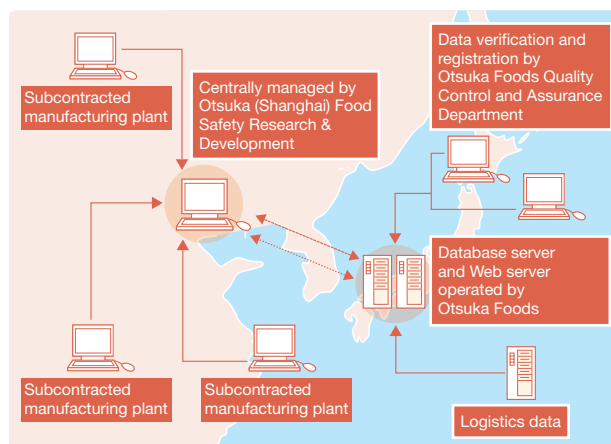 Subcontracted
manufacturing plant
Centrally managed by
Otsuka (Shanghai) Food
Safety Research &
Development
Data verification and
registration by
Otsuka Foods Quality
Control and Assurance
Department
Database server
and Web server
operated by
Otsuka Foods
Subcontracted
manufacturing plant
Subcontracted
manufacturing plant
Logistics data